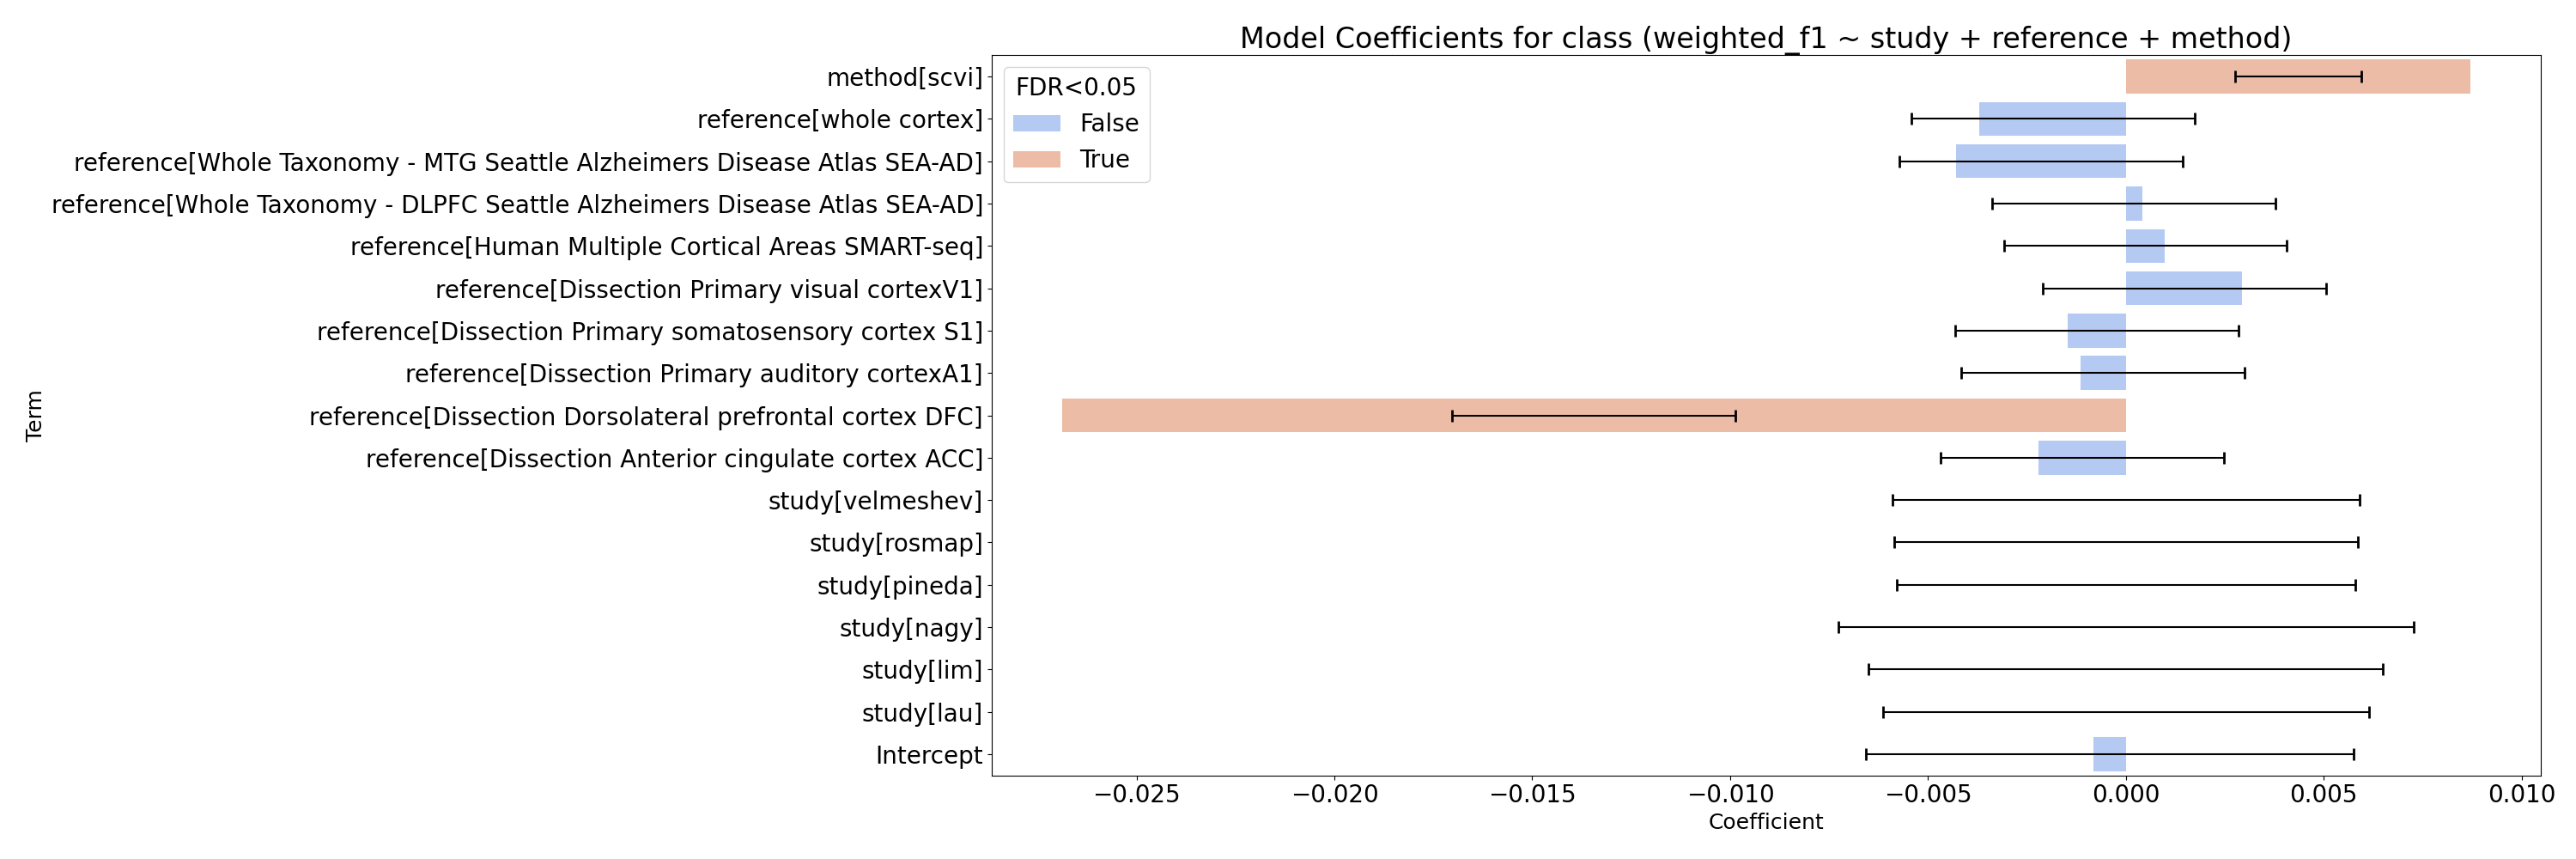 Model Coefficients for class (weighted_f1 ~ study + reference + method)
method[scvi]
reference[whole cortex]
reference[Whole Taxonomy - MTG Seattle Alzheimers Disease Atlas SEA-AD]
reference[Whole Taxonomy - DLPFC Seattle Alzheimers Disease Atlas SEA-AD]
reference[Human Multiple Cortical Areas SMART-seq]
reference[Dissection Primary visual cortexV1]
reference[Dissection Primary somatosensory cortex S1]
reference[Dissection Primary auditory cortexA1]
reference[Dissection Dorsolateral prefrontal cortex DFC]
reference[Dissection Anterior cingulate cortex ACC]
study[velmeshev]
study[rosmap]
study[pineda]
study[nagy]
study[lim]
study[lau]
Intercept
Term
FDR<0.05
False
True
−0.025 −0.020 −0.015 −0.010 −0.005 0.000 0.005 0.010
Coefficient